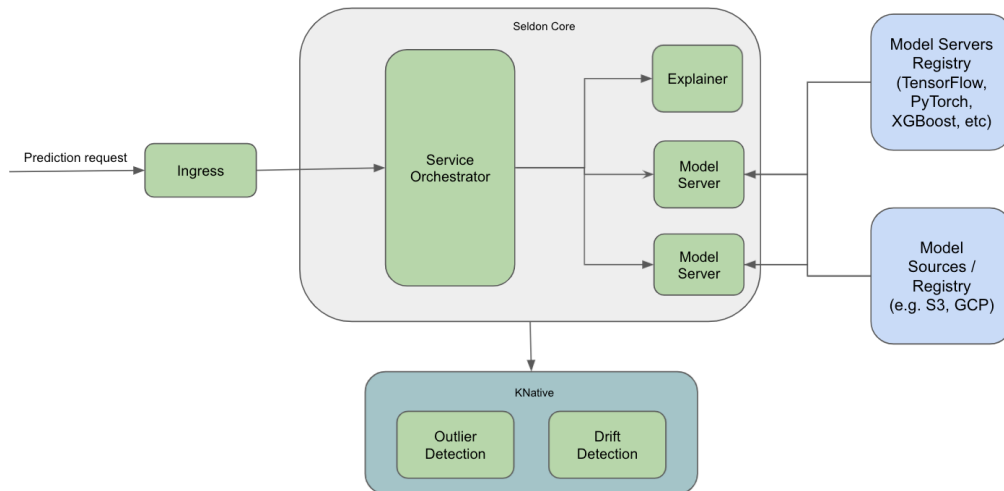 Seldon Core
Prediction request
Ingress
Service
Orchestrator
Explainer
Model
Server
Model
Server
Model Servers
Registry
(TensorFlow,
PyTorch,
XGBoost, etc)
Model
Sources /
Registry
(e.g. S3, GCP)
KNative
Outlier
Detection
Drift
Detection